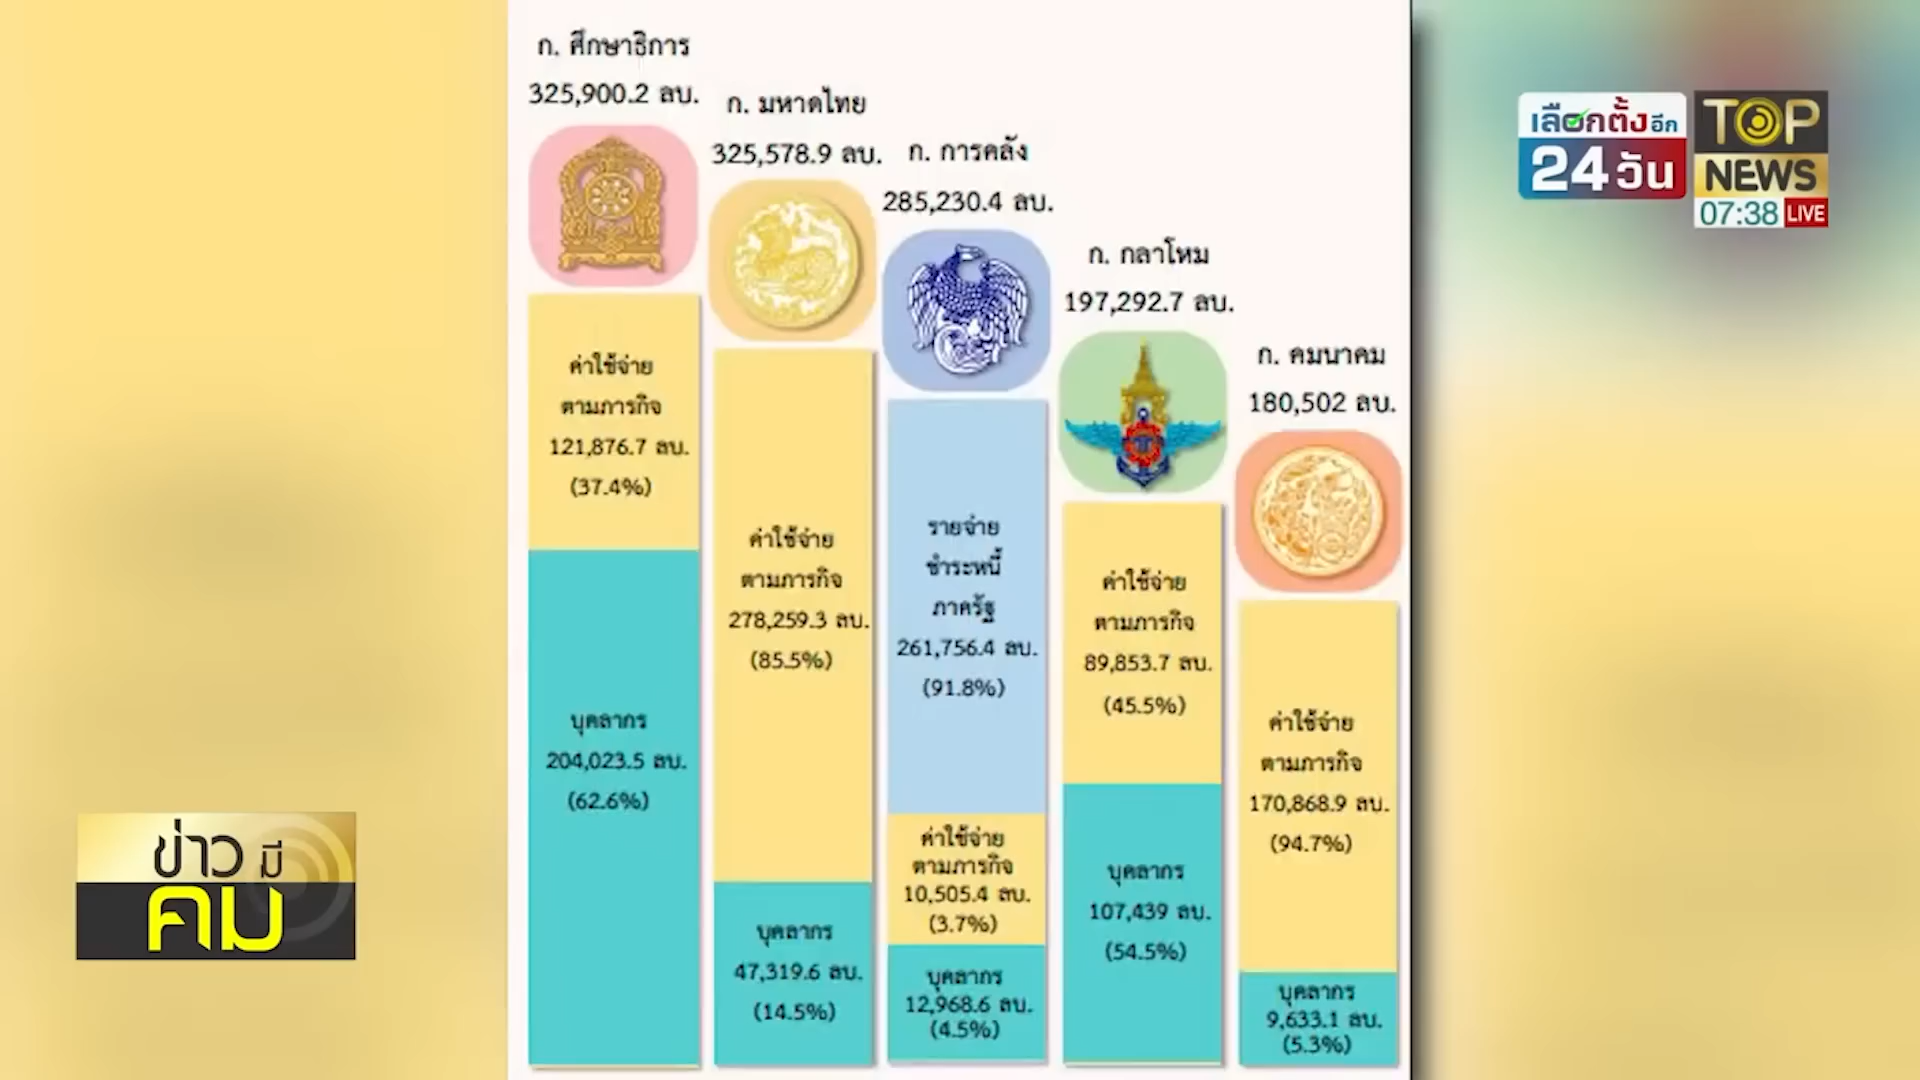 ก. ศึกษาธิการ
325,900.2 ลบ.
ค่าใช้จ่าย
ตามภารกิจ
121,876.7 ลบ.
(37.4%)
บุคลากร
204,023.5 ลบ.
(62.6%)
ก. มหาดไทย
325,578.9 ลบ.
ค่าใช้จ่าย
ตามภารกิจ
278,259.3 ลบ.
(85.5%)
บุคลากร
47,319.6 ลบ.
(14.5%)
ก. การคลัง
285,230.4 ลบ.
รายจ่าย
ชำระหนี้
ภาครัฐ
261,756.4 ลบ.
(91.8%)
ค่าใช้จ่าย
ตามภารกิจ
10,505.4 ลบ.
(3.7%)
บุคลากร
12,968.6 ลบ.
(4.5%)
ก. กลาโหม
197,292.7 ลบ.
ค่าใช้จ่าย
ตามภารกิจ
89,853.7 ลบ.
(45.5%)
บุคลากร
107,439 ลบ.
(54.5%)
ก. คมนาคม
180,502 ลบ.
ค่าใช้จ่าย
ตามภารกิจ
170,868.9 ลบ.
(94.7%)
บุคลากร
9,633.1 ลบ.
(5.3%)
เลือกตั้งอีก
24 วัน
TOP
NEWS
07:38 LIVE
ข่าวมี
คม